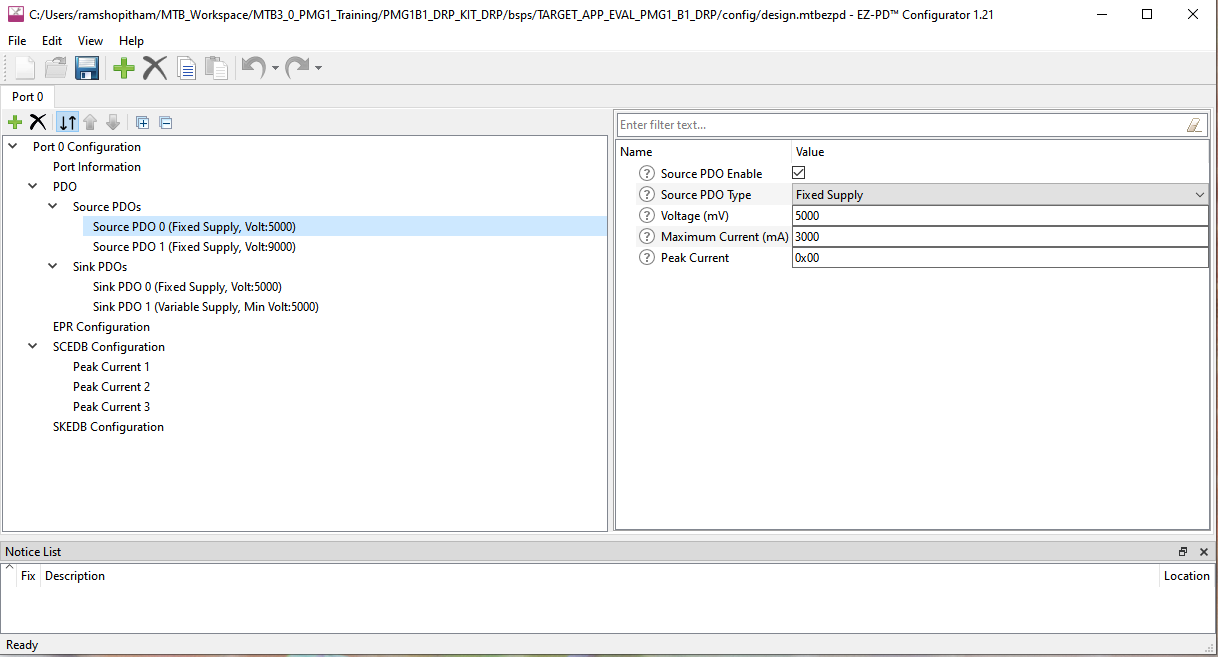 C:/Users/ramshopitham/MTB_Workspace/MTB3_0_PMG1_Training/PMG1B1_DRP_KIT_DRP/bsps/TARGET_APP_EVAL_PMG1_B1_DRP/config/design.mtbezpd - EZ-PD™ Configurator 1.21
File Edit View Help
Port 0
Port 0 Configuration
Port Information
PDO
Source PDOs
Source PDO 0 (Fixed Supply, Volt:5000)
Source PDO 1 (Fixed Supply, Volt:9000)
Sink PDOs
Sink PDO 0 (Fixed Supply, Volt:5000)
Sink PDO 1 (Variable Supply, Min Volt:5000)
EPR Configuration
SCEDB Configuration
Peak Current 1
Peak Current 2
Peak Current 3
SKEDB Configuration
Enter filter text...
Name Value
Source PDO Enable
Source PDO Type Fixed Supply
Voltage (mV) 5000
Maximum Current (mA) 3000
Peak Current 0x00
Notice List
Fix Description Location
Ready